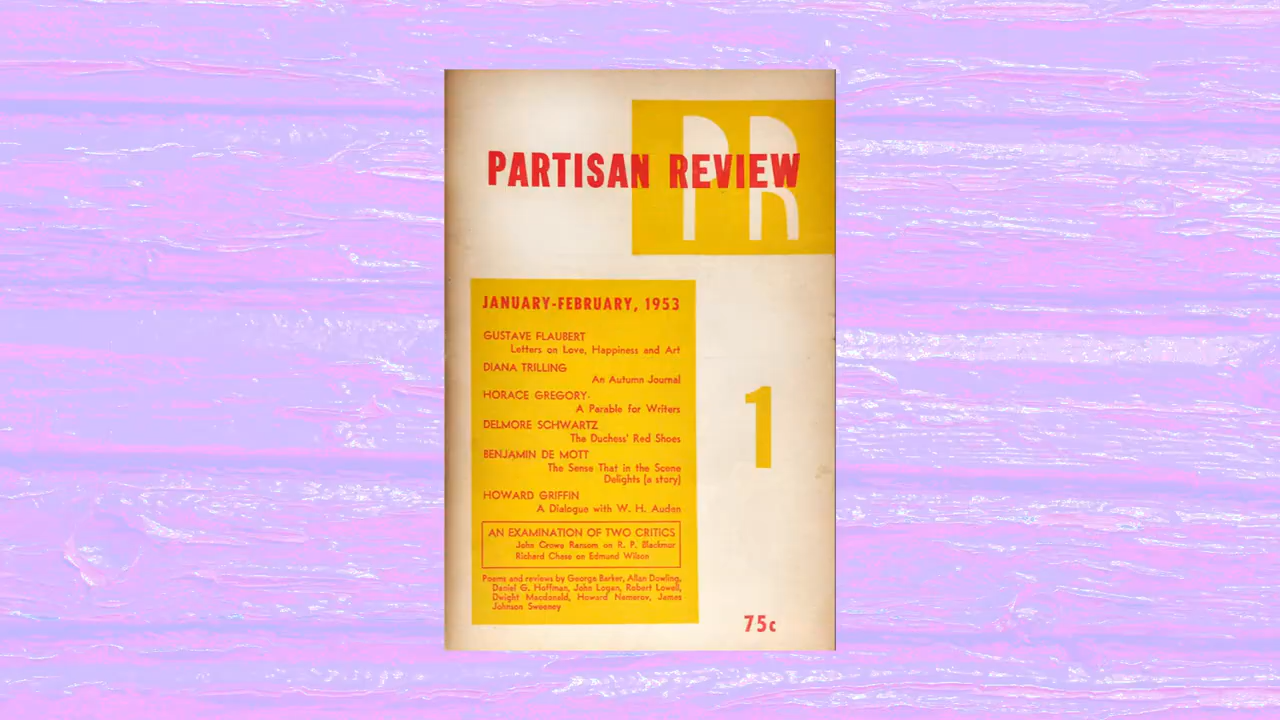 PR
PARTISAN REVIEW
JANUARY-FEBRUARY, 1953
GUSTAVE FLAUBERT
Letters on Love, Happiness and Art
DIANA TRILLING
An Autumn Journal
HORACE GREGORY
A Parable for Writers
DELMORE SCHWARTZ
The Duchess' Red Shoes
BENJAMIN DE MOTT
The Sense That in the Scene
Delights (a story)
HOWARD GRIFFIN
A Dialogue with W. H. Auden
AN EXAMINATION OF TWO CRITICS
John Crowe Ransom on R. P. Blackmur
Richard Chase on Edmund Wilson
Poems and reviews by George Barker, Allan Dowling,
Daniel G. Hoffman, John Logan, Robert Lowell,
Dwight Macdonald, Howard Nemerov, James
Johnson Sweeney
1
75c